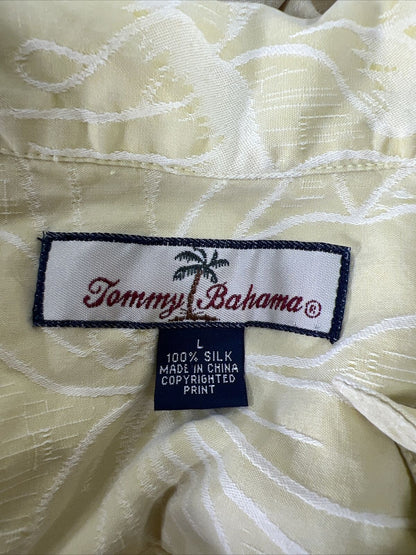 Tommy Bahama®
L
100% SILK
MADE IN CHINA
COPYRIGHTED
PRINT